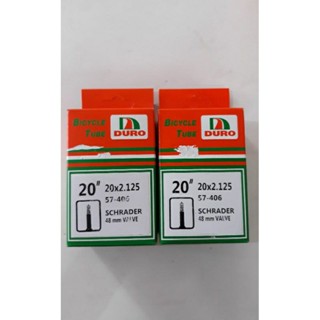 BICYCLE TUBE DURO
20" 20x2.125
57-406
SCHRADER
48 mm VALVE
BICYCLE TUBE DURO
20" 20x2.125
57-406
SCHRADER
48 mm VALVE